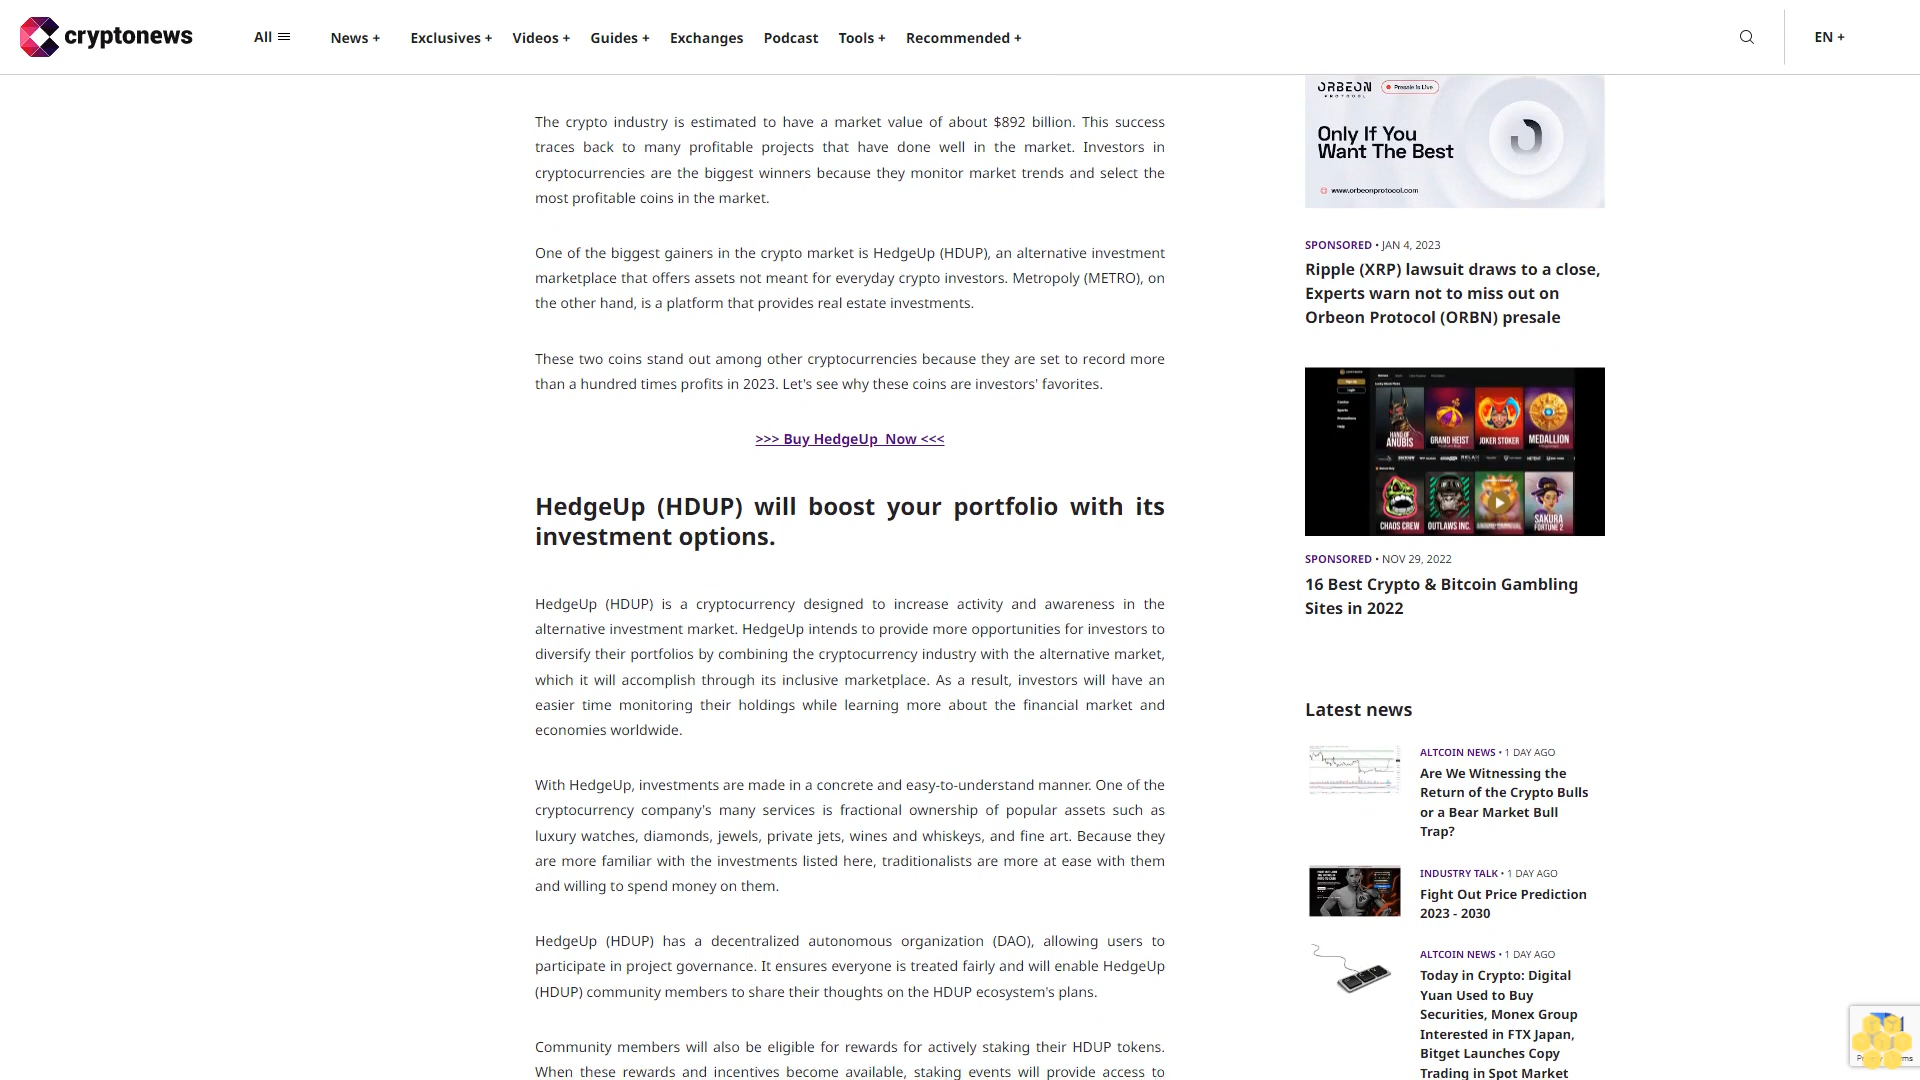 cryptonews
All
News +
Exclusives +
Videos +
Guides +
Exchanges
Podcast
Tools +
Recommended +
EN +
The crypto industry is estimated to have a market value of about $892 billion. This success
traces back to many profitable projects that have done well in the market. Investors in
cryptocurrencies are the biggest winners because they monitor market trends and select the
most profitable coins in the market.
One of the biggest gainers in the crypto market is HedgeUp (HDUP), an alternative investment
marketplace that offers assets not meant for everyday crypto investors. Metropoly (METRO), on
the other hand, is a platform that provides real estate investments.
These two coins stand out among other cryptocurrencies because they are set to record more
than a hundred times profits in 2023. Let's see why these coins are investors' favorites.
>>> Buy HedgeUp Now <<<
HedgeUp (HDUP) will boost your portfolio with its
investment options.
HedgeUp (HDUP) is a cryptocurrency designed to increase activity and awareness in the
alternative investment market. HedgeUp intends to provide more opportunities for investors to
diversify their portfolios by combining the cryptocurrency industry with the alternative market,
which it will accomplish through its inclusive marketplace. As a result, investors will have an
easier time monitoring their holdings while learning more about the financial market and
economies worldwide.
With HedgeUp, investments are made in a concrete and easy-to-understand manner. One of the
cryptocurrency company's many services is fractional ownership of popular assets such as
luxury watches, diamonds, jewels, private jets, wines and whiskeys, and fine art. Because they
are more familiar with the investments listed here, traditionalists are more at ease with them
and willing to spend money on them.
HedgeUp (HDUP) has a decentralized autonomous organization (DAO), allowing users to
participate in project governance. It ensures everyone is treated fairly and will enable HedgeUp
(HDUP) community members to share their thoughts on the HDUP ecosystem's plans.
Community members will also be eligible for rewards for actively staking their HDUP tokens.
When these rewards and incentives become available, staking events will provide access to
ORBEON
PROTOCOL
Presale Is Live
Only If You
Want The Best
www.orbeonprotocol.com
SPONSORED • JAN 4, 2023
Ripple (XRP) lawsuit draws to a close,
Experts warn not to miss out on
Orbeon Protocol (ORBN) presale
HAND OF
ANUBIS
GRAND HEIST
JOKER STOKER
MEDALLION
CHAOS CREW
OUTLAWS INC.
SAKURA
FORTUNE 2
SPONSORED • NOV 29, 2022
16 Best Crypto & Bitcoin Gambling
Sites in 2022
Latest news
ALTCOIN NEWS • 1 DAY AGO
Are We Witnessing the
Return of the Crypto Bulls
or a Bear Market Bull
Trap?
INDUSTRY TALK • 1 DAY AGO
Fight Out Price Prediction
2023 - 2030
ALTCOIN NEWS • 1 DAY AGO
Today in Crypto: Digital
Yuan Used to Buy
Securities, Monex Group
Interested in FTX Japan,
Bitget Launches Copy
Trading in Spot Market